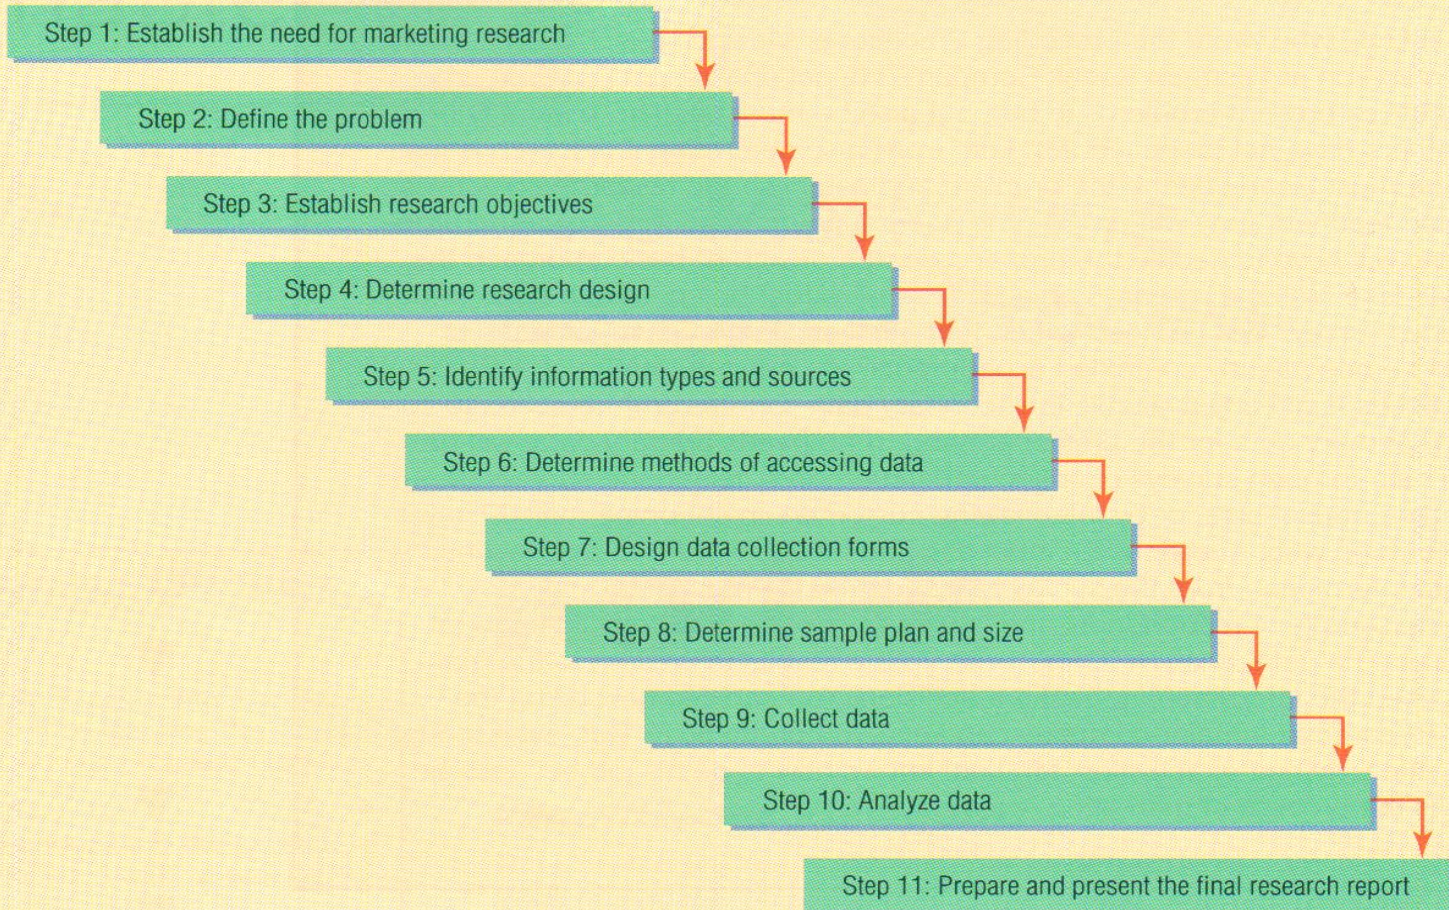 Step 1: Establish the need for marketing research
Step 2: Define the problem
Step 3: Establish research objectives
Step 4: Determine research design
Step 5: Identify information types and sources
Step 6: Determine methods of accessing data
Step 7: Design data collection forms
Step 8: Determine sample plan and size
Step 9: Collect data
Step 10: Analyze data
Step 11: Prepare and present the final research report